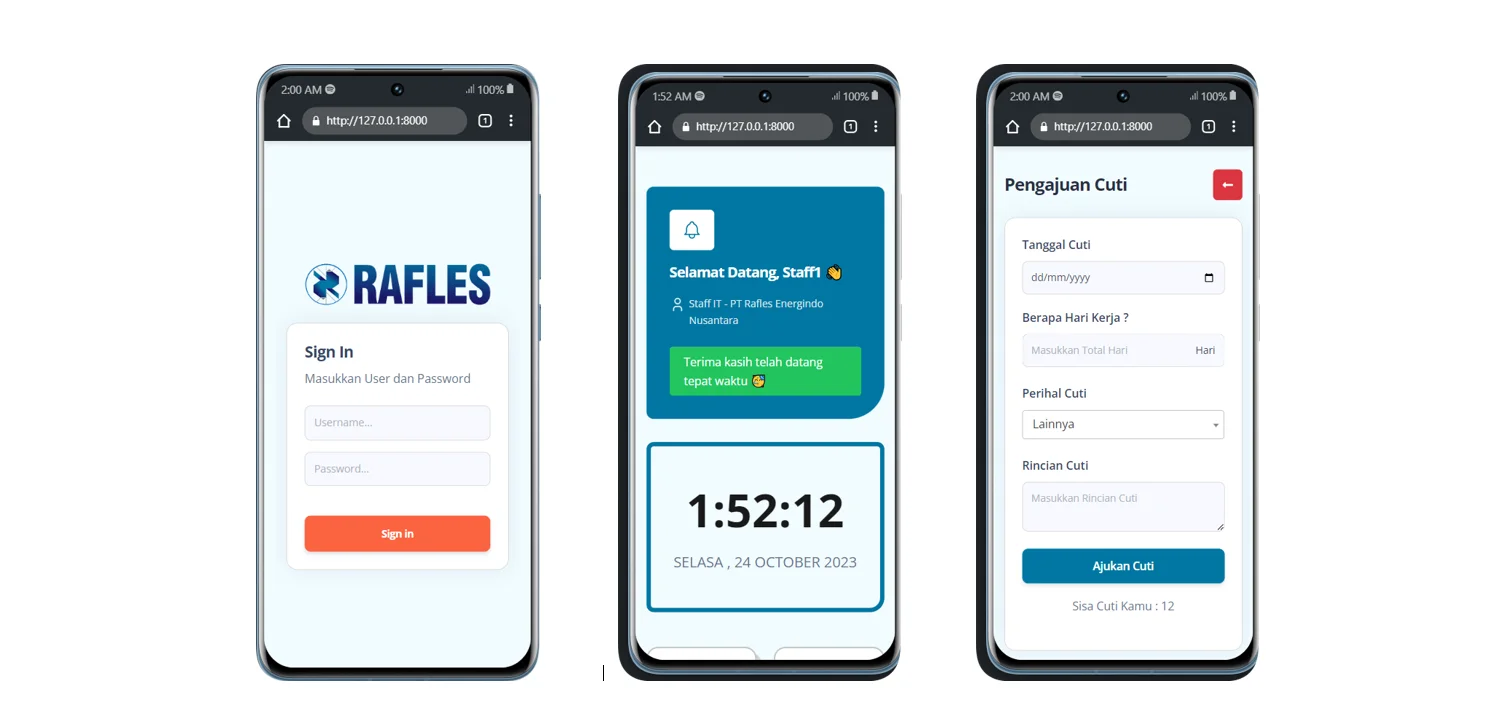 2:00 AM
100%
http://127.0.0.1:8000
1
RAFLES
Sign In
Masukkan User dan Password
Username...
Password...
Sign in
1:52 AM
100%
http://127.0.0.1:8000
1
Selamat Datang, Staff1 👋
Staff IT - PT Rafles Energindo
Nusantara
Terima kasih telah datang
tepat waktu 🥳
1:52:12
SELASA , 24 OCTOBER 2023
2:00 AM
100%
http://127.0.0.1:8000
1
Pengajuan Cuti
Tanggal Cuti
dd/mm/yyyy
Berapa Hari Kerja ?
Masukkan Total Hari
Hari
Perihal Cuti
Lainnya
Rincian Cuti
Masukkan Rincian Cuti
Ajukan Cuti
Sisa Cuti Kamu : 12